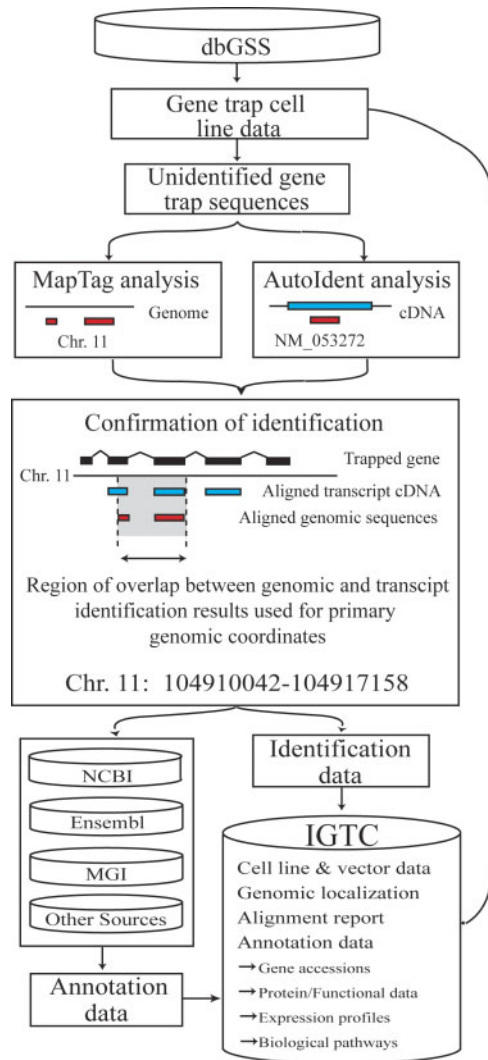 dbGSS
Gene trap cell
line data
Unidentified gene
trap sequences
MapTag analysis
Genome
Chr. 11
AutoIdent analysis
cDNA
NM_053272
Confirmation of identification
Trapped gene
Chr. 11
Aligned transcript cDNA
Aligned genomic sequences
Region of overlap between genomic and transcipt
identification results used for primary
genomic coordinates
Chr. 11: 104910042-104917158
NCBI
Ensembl
MGI
Other Sources
Annotation
data
Identification
data
IGTC
Cell line & vector data
Genomic localization
Alignment report
Annotation data
→Gene accessions
→Protein/Functional data
→Expression profiles
→Biological pathways